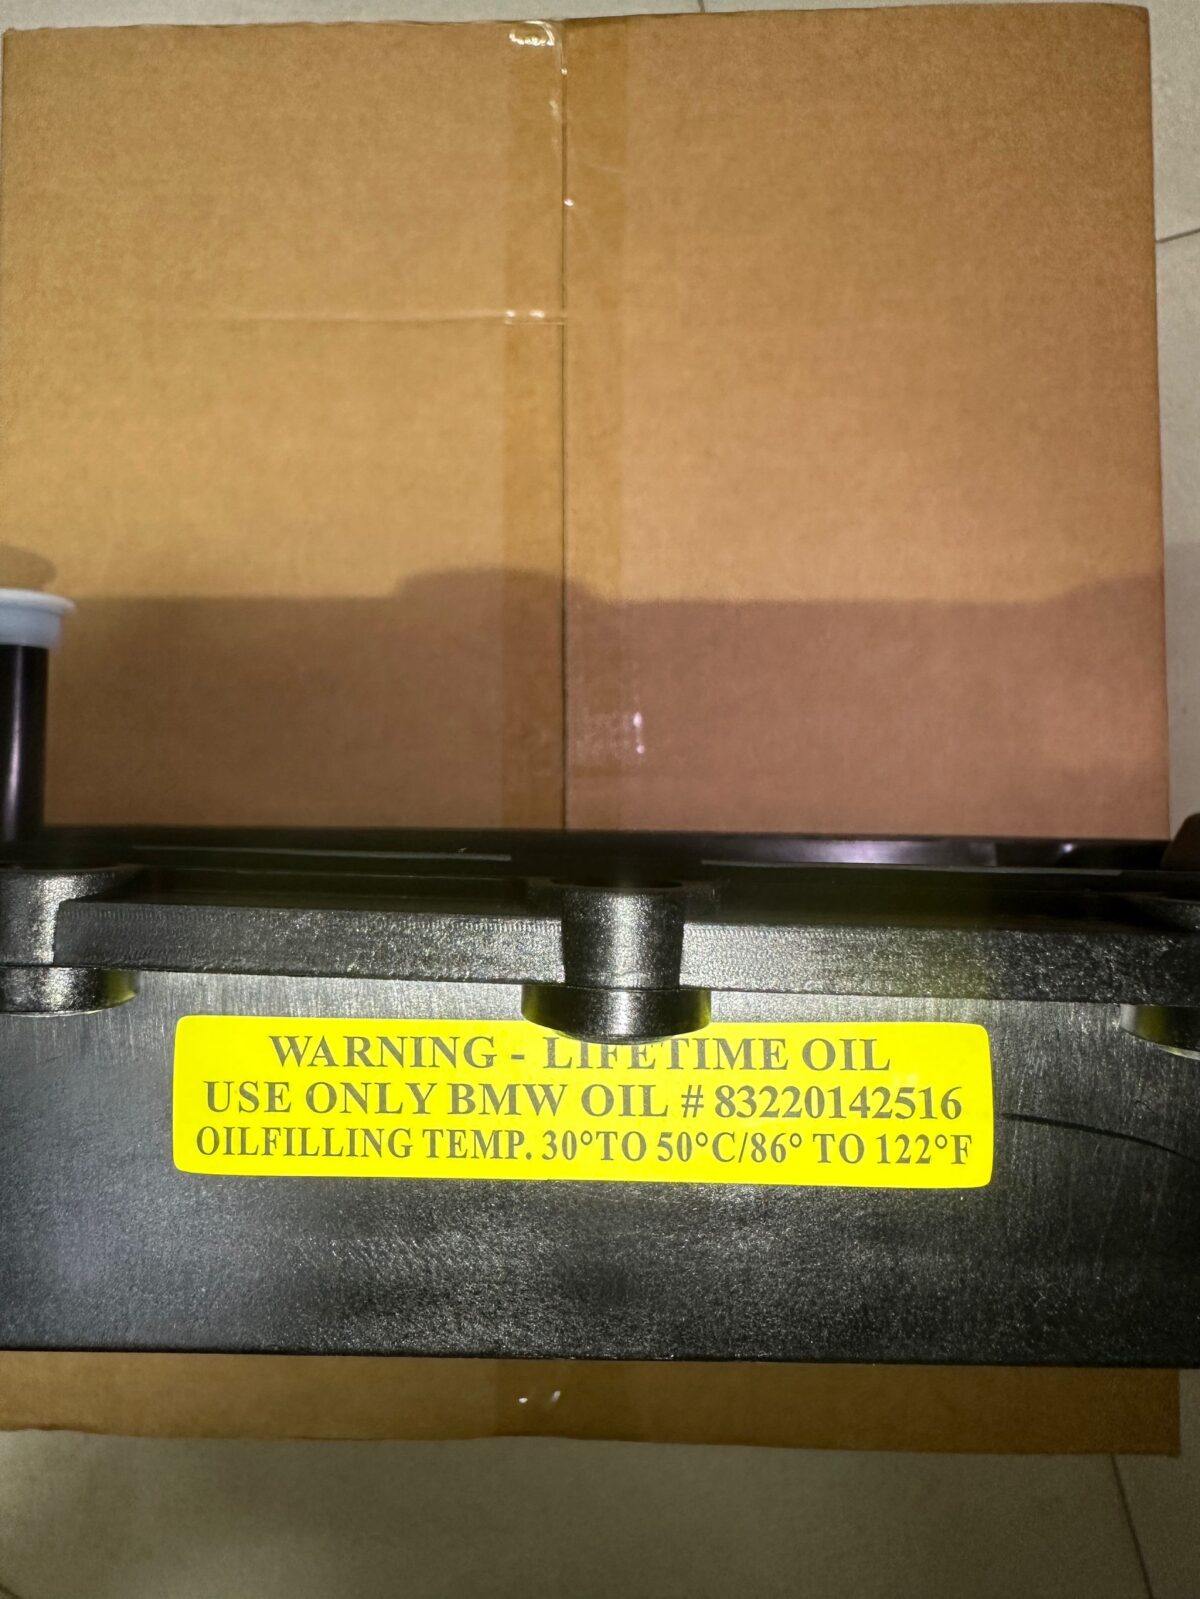 WARNING - LIFETIME OIL
USE ONLY BMW OIL # 83220142516
OILFILLING TEMP. 30°TO 50°C/86° TO 122°F